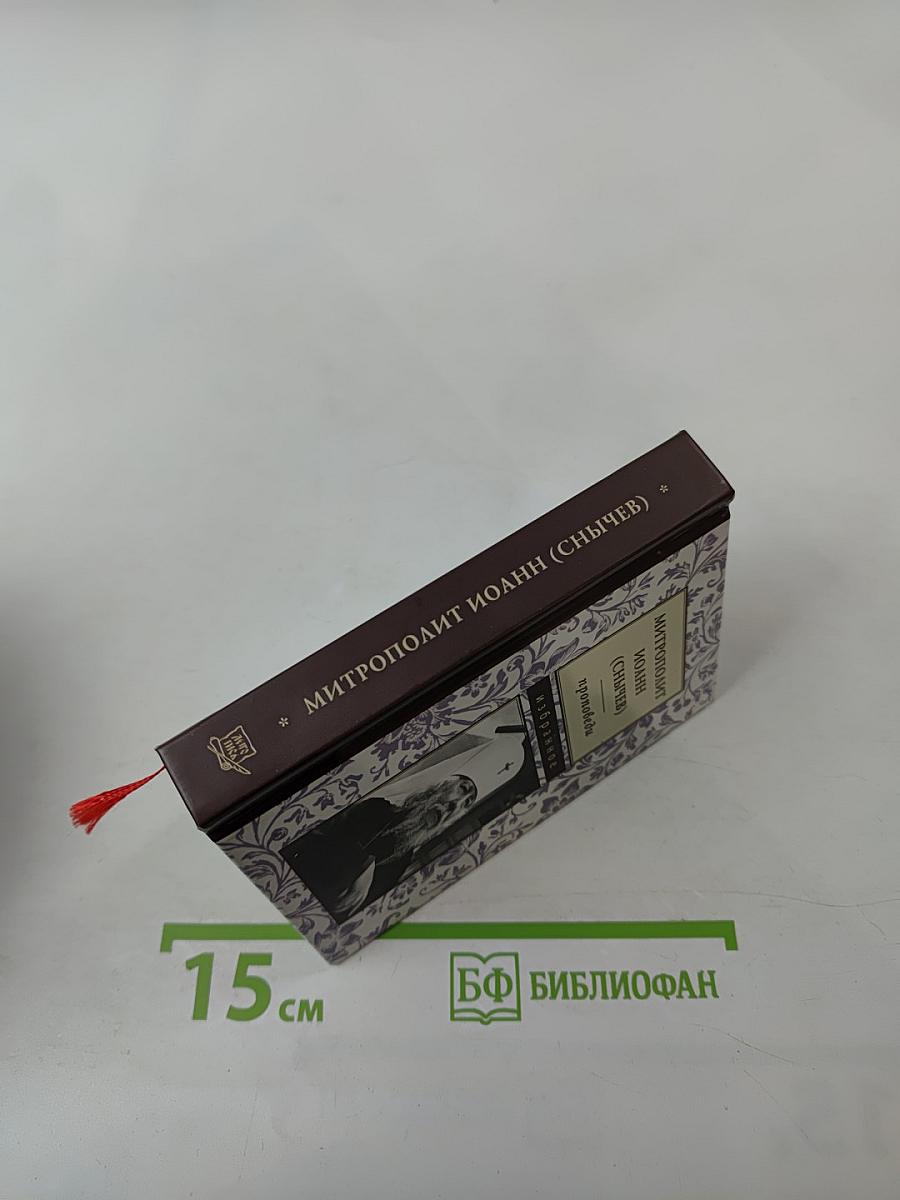 * МИТРОПОЛИТ ИОАНН (СНЫЧЕВ) *
МИТРОПОЛИТ
ИОАНН
(СНЫЧЕВ)
проповеди
избранное
15 см
БФ БИБЛИОФАН